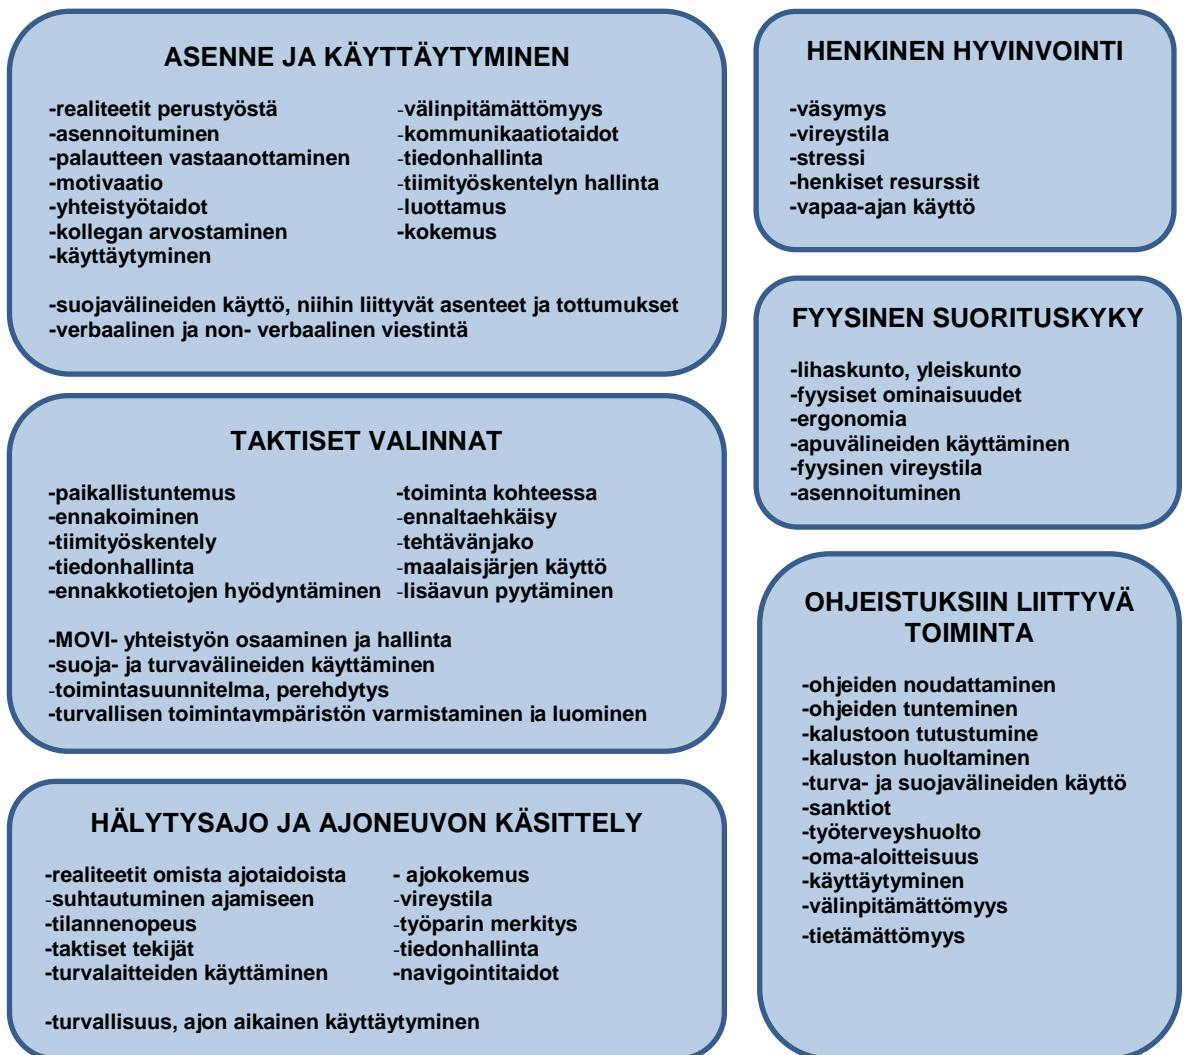 ASENNE JA KÄYTTÄYTYMINEN
-realiteetit perustyöstä -välinpitämättömyys
-asennoituminen -kommunikaatiotaidot
-palautteen vastaanottaminen -tiedonhallinta
-motivaatio -tiimityöskentelyn hallinta
-yhteistyötaidot -luottamus
-kollegan arvostaminen -kokemus
-käyttäytyminen
-suojavälineiden käyttö, niihin liittyvät asenteet ja tottumukset
-verbaalinen ja non- verbaalinen viestintä
TAKTISET VALINNAT
-paikallistuntemus -toiminta kohteessa
-ennakoiminen -ennaltaehkäisy
-tiimityöskentely -tehtävänjako
-tiedonhallinta -maalaisjärjen käyttö
-ennakkotietojen hyödyntäminen -lisäavun pyytäminen
-MOVI- yhteistyön osaaminen ja hallinta
-suoja- ja turvavälineiden käyttäminen
-toimintasuunnitelma, perehdytys
-turvallisen toimintaympäristön varmistaminen ja luominen
HÄLYTYSAJO JA AJONEUVON KÄSITTELY
-realiteetit omista ajotaidoista - ajokokemus
-suhtautuminen ajamiseen -vireystila
-tilannenopeus -työparin merkitys
-taktiset tekijät -tiedonhallinta
-turvalaitteiden käyttäminen -navigointitaidot
-turvallisuus, ajon aikainen käyttäytyminen
HENKINEN HYVINVOINTI
-väsymys
-vireystila
-stressi
-henkiset resurssit
-vapaa-ajan käyttö
FYYSINEN SUORITUSKYKY
-lihaskunto, yleiskunto
-fyysiset ominaisuudet
-ergonomia
-apuvälineiden käyttäminen
-fyysinen vireystila
-asennoituminen
OHJEISTUKSIIN LIITTYVÄ
TOIMINTA
-ohjeiden noudattaminen
-ohjeiden tunteminen
-kalustoon tutustumine
-kaluston huoltaminen
-turva- ja suojavälineiden käyttö
-sanktiot
-työterveyshuolto
-oma-aloitteisuus
-käyttäytyminen
-välinpitämättömyys
-tietämättömyys